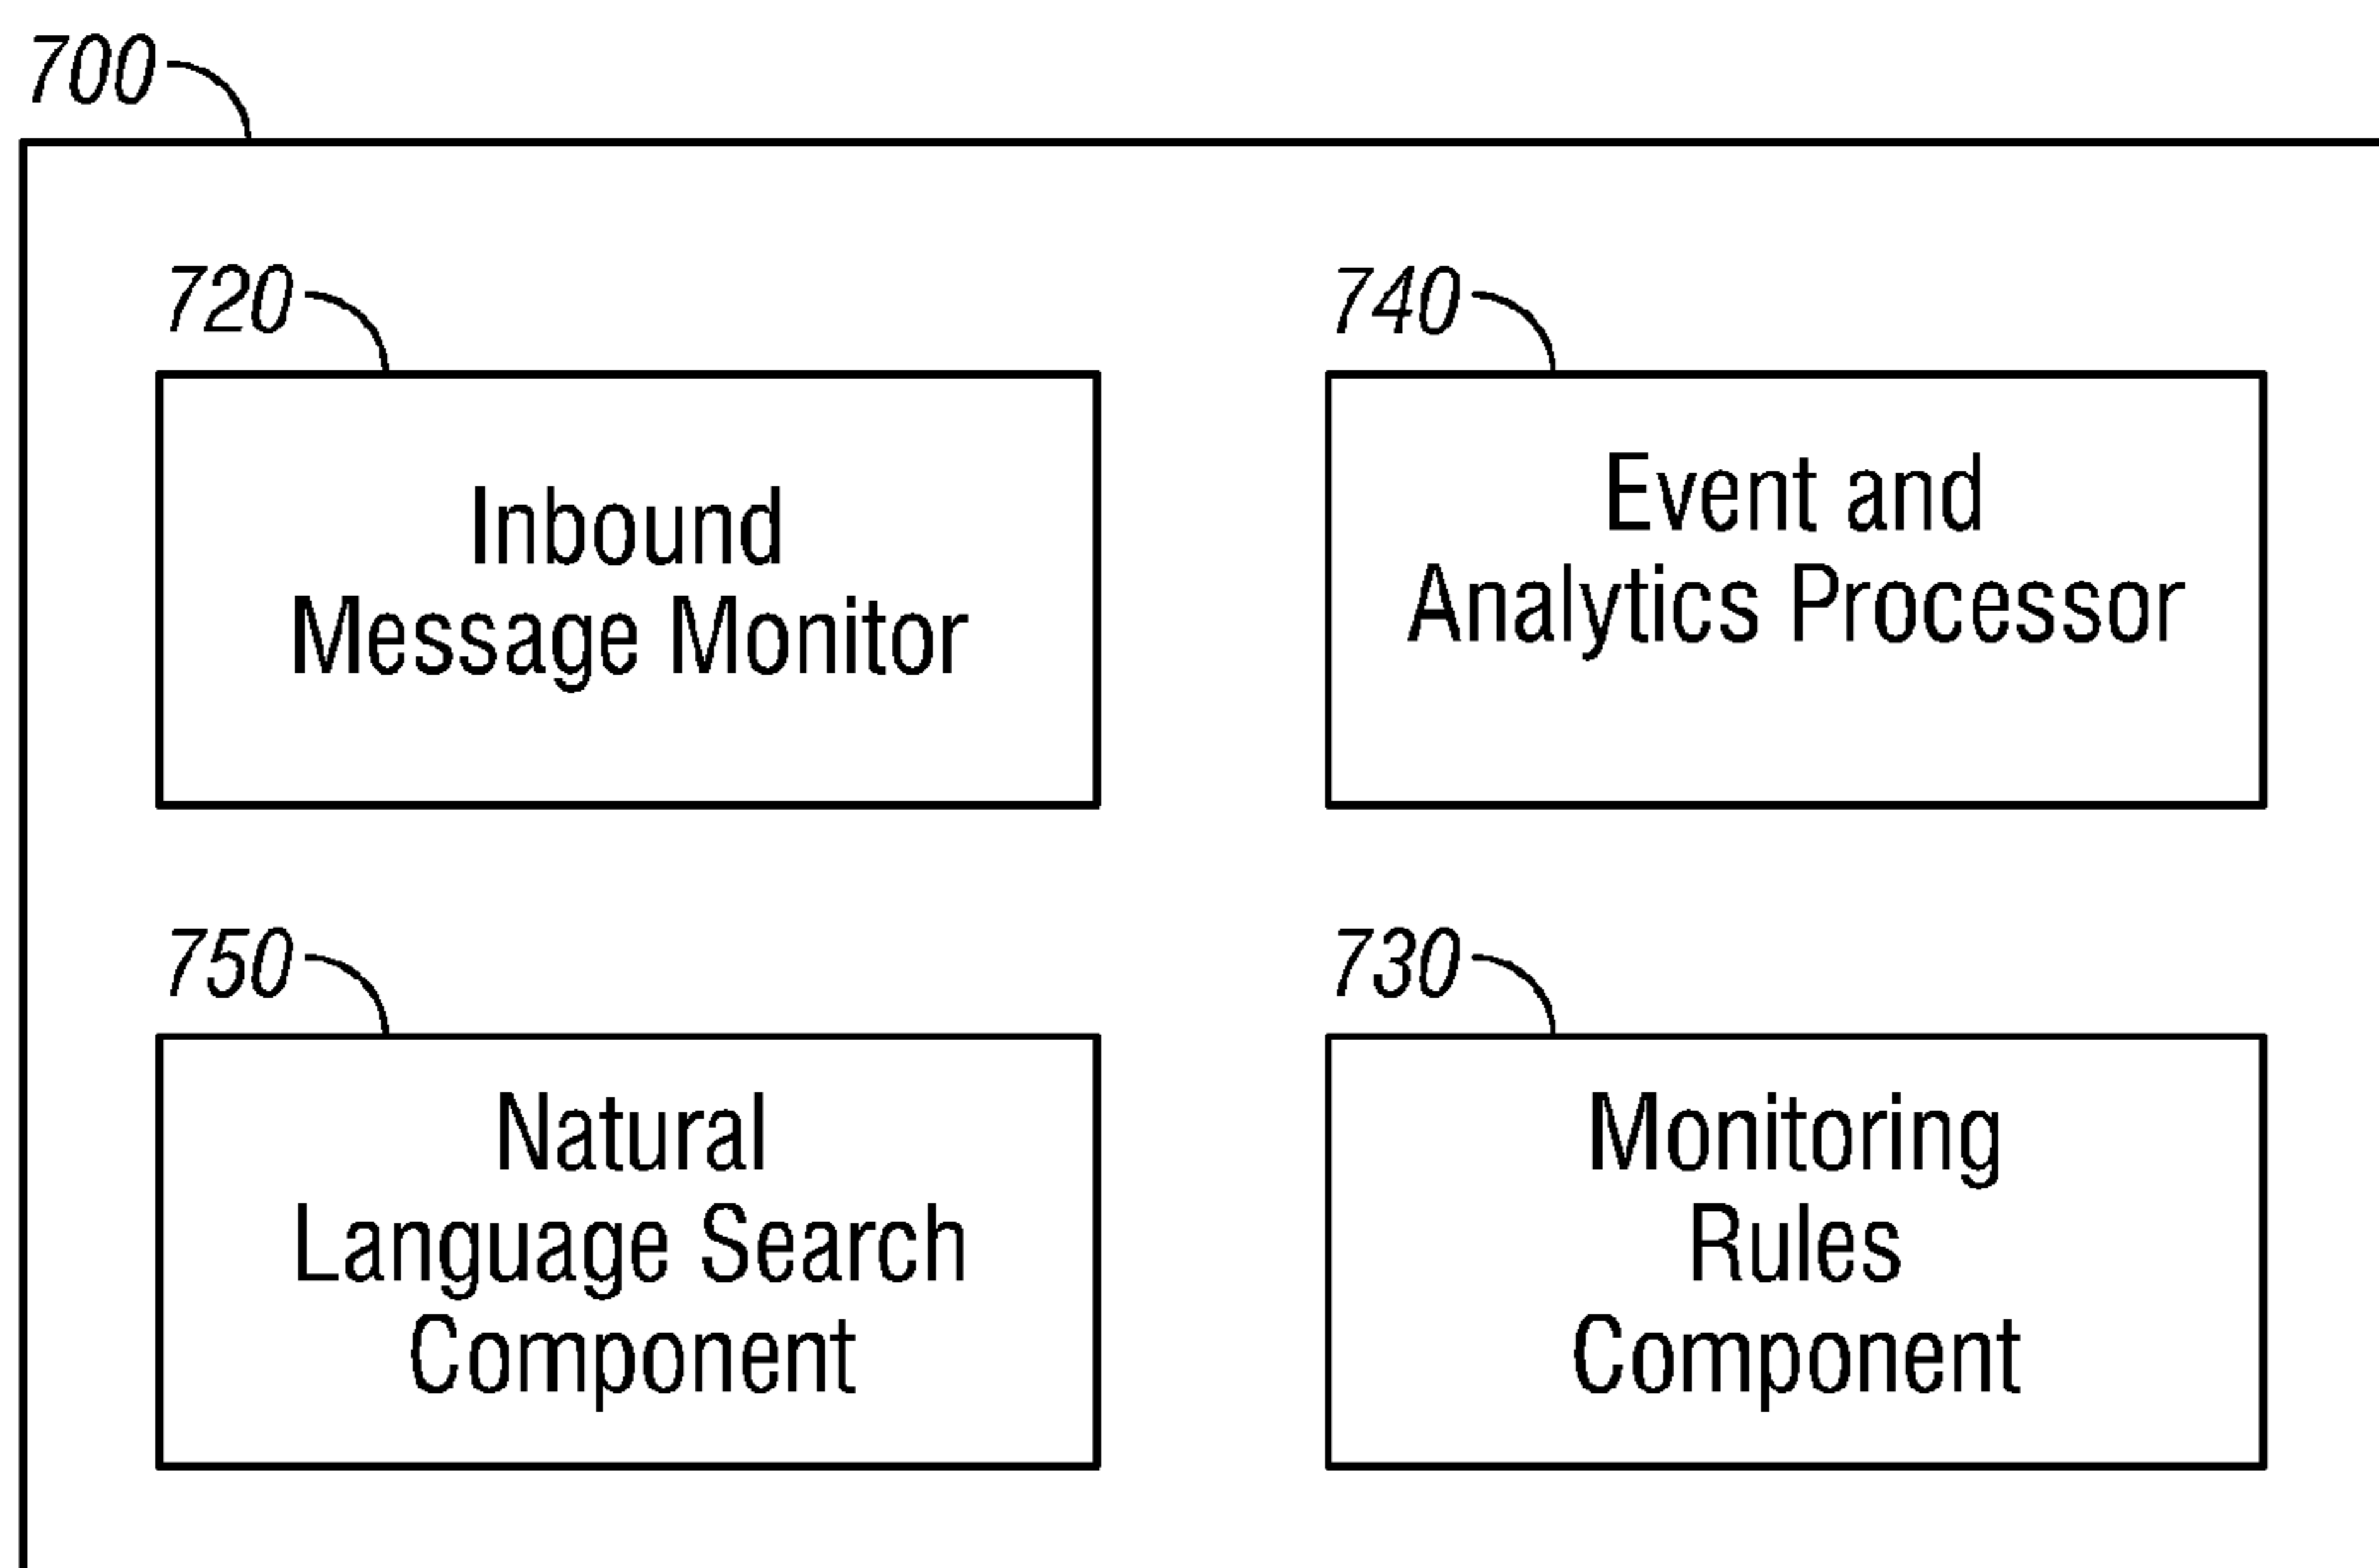 700
720
Inbound
Message Monitor
740
Event and
Analytics Processor
750
Natural
Language Search
Component
730
Monitoring
Rules
Component